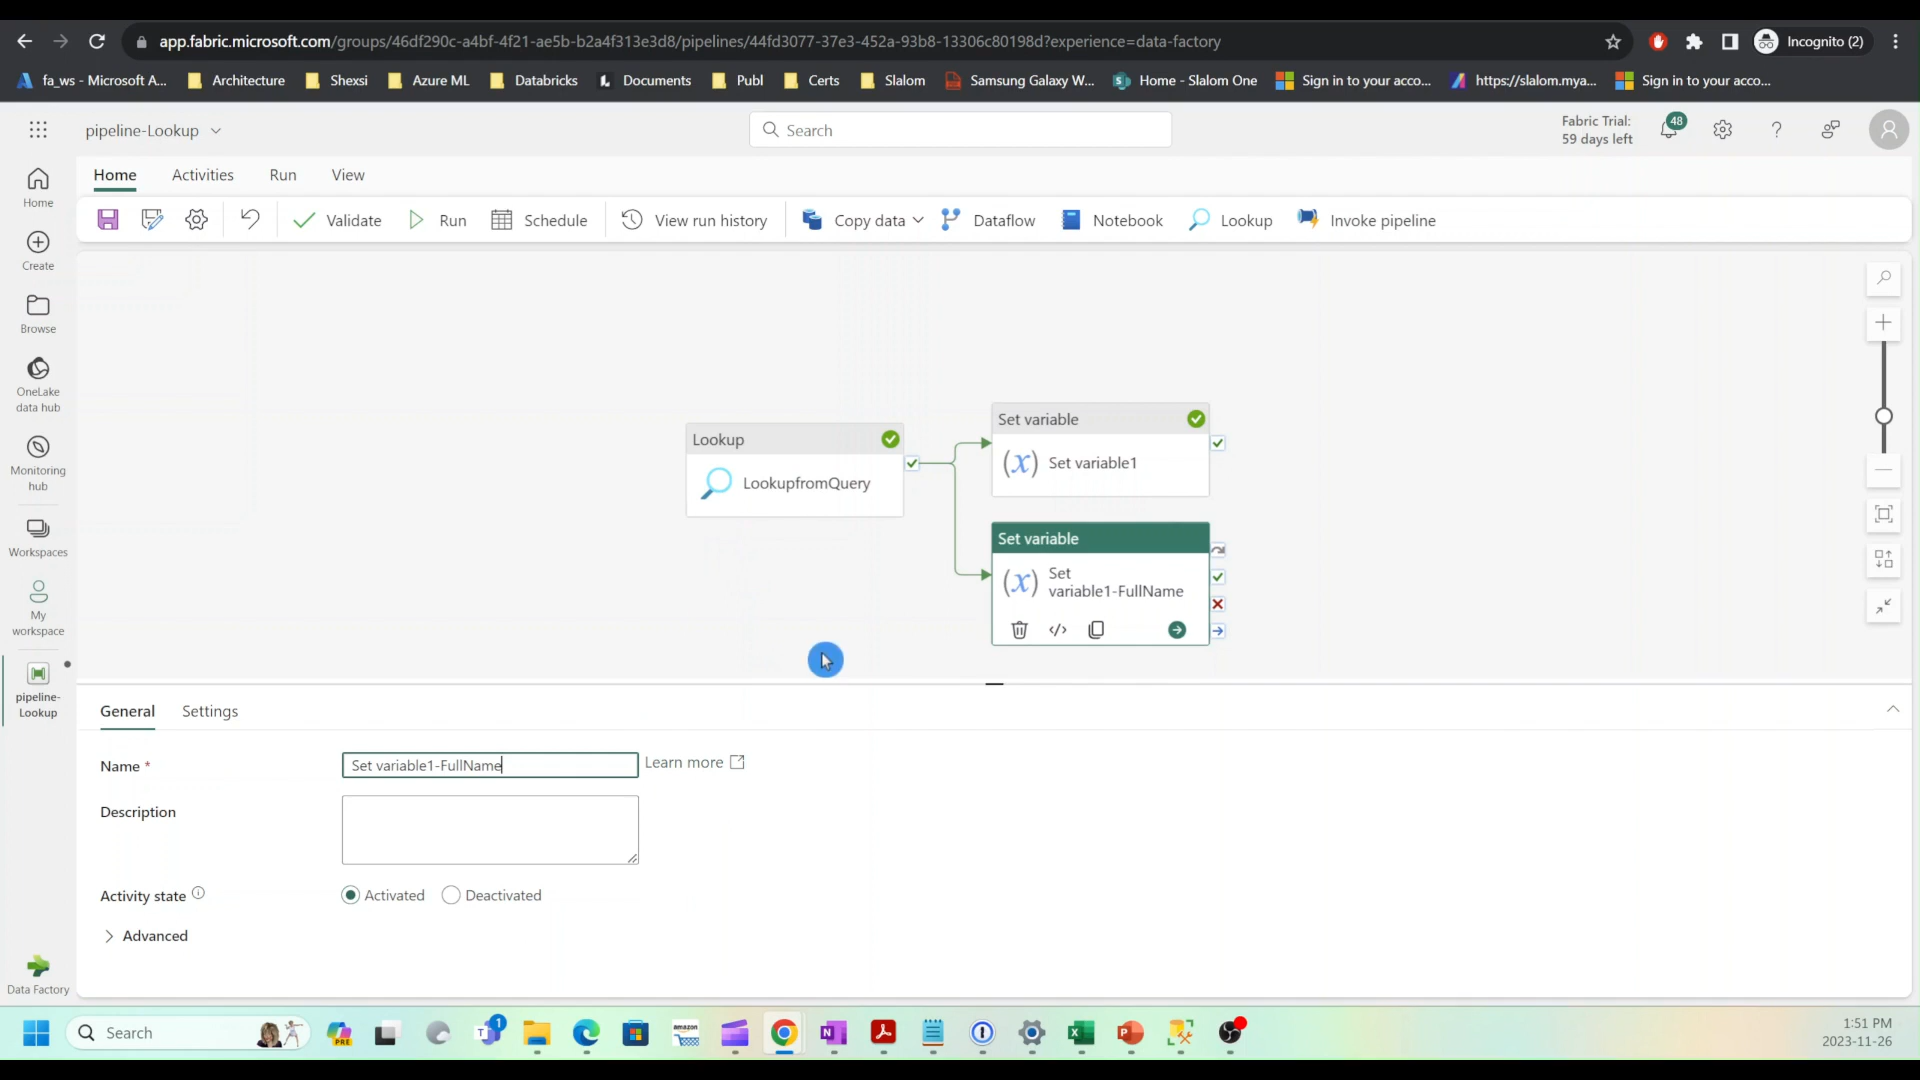 app.fabric.microsoft.com/groups/46df290c-a4bf-4f21-ae5b-b2a4f313e3d8/pipelines/44fd3077-37e3-452a-93b8-13306c80198d?experience=data-factory
Incognito (2)
fa_ws - Microsoft A...
Architecture
Shexsi
Azure ML
Databricks
Documents
Publ
Certs
Slalom
Samsung Galaxy W...
Home - Slalom One
Sign in to your acco...
https://slalom.mya...
Sign in to your acco...
pipeline-Lookup
Search
Fabric Trial:
59 days left
48
?
Home
Activities
Run
View
Validate
Run
Schedule
View run history
Copy data
Dataflow
Notebook
Lookup
Invoke pipeline
Home
Create
Browse
OneLake
data hub
Monitoring
hub
Workspaces
My
workspace
pipeline-
Lookup
Data Factory
Lookup
LookupfromQuery
Set variable
(x) Set variable1
Set variable
(x) Set
variable1-FullName
General
Settings
Name *
Set variable1-FullName
Learn more
Description
Activity state
Activated
Deactivated
Advanced
Search
PRE
1
amazon
1:51 PM
2023-11-26